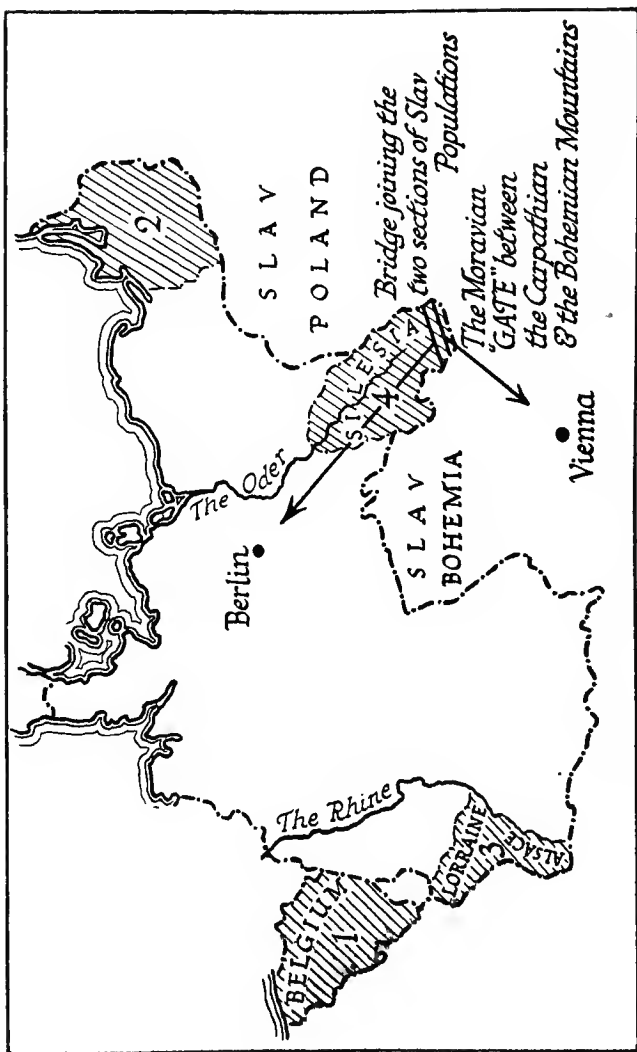 2
SLAV
POLAND
Bridge joining the
two sections of Slav
Populations
The Moravian
"GATE" between
the Carpathian
& the Bohemian Mountains
SILESIA
4
The Oder
Berlin
SLAV
BOHEMIA
Vienna
The Rhine
BELGIUM
1
LORRAINE
3
ALSACE